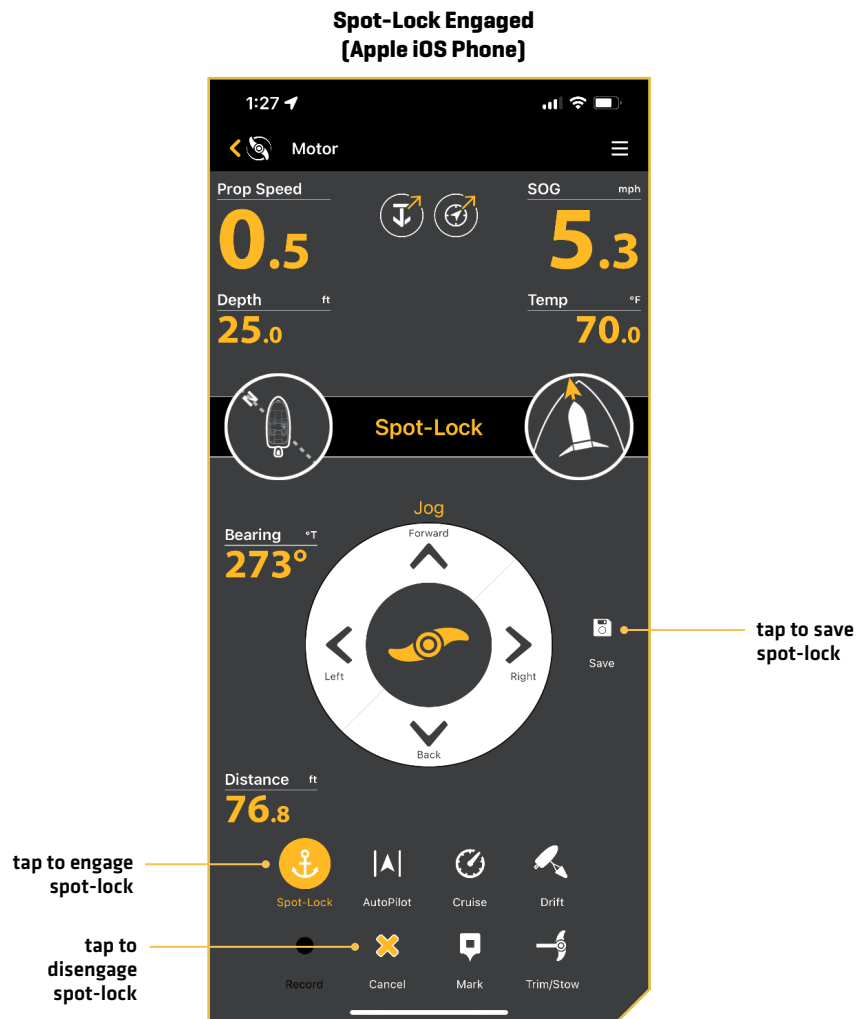 Spot-Lock Engaged
(Apple iOS Phone)
1:27
Motor
Prop Speed
SOG mph
0.5
5.3
Depth ft
Temp °F
25.0
70.0
N
Spot-Lock
Jog
Forward
Bearing °T
273°
Left
Right
Save
tap to save
spot-lock
Back
Distance ft
76.8
tap to engage
spot-lock
Spot-Lock AutoPilot Cruise Drift
tap to
disengage
spot-lock
Record Cancel Mark Trim/Stow